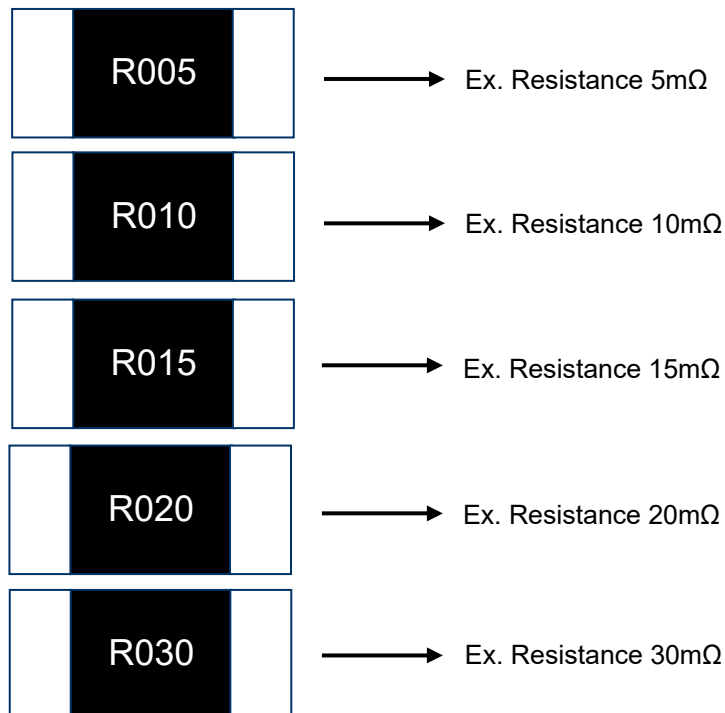 R005
Ex. Resistance 5mΩ
R010
Ex. Resistance 10mΩ
R015
Ex. Resistance 15mΩ
R020
Ex. Resistance 20mΩ
R030
Ex. Resistance 30mΩ